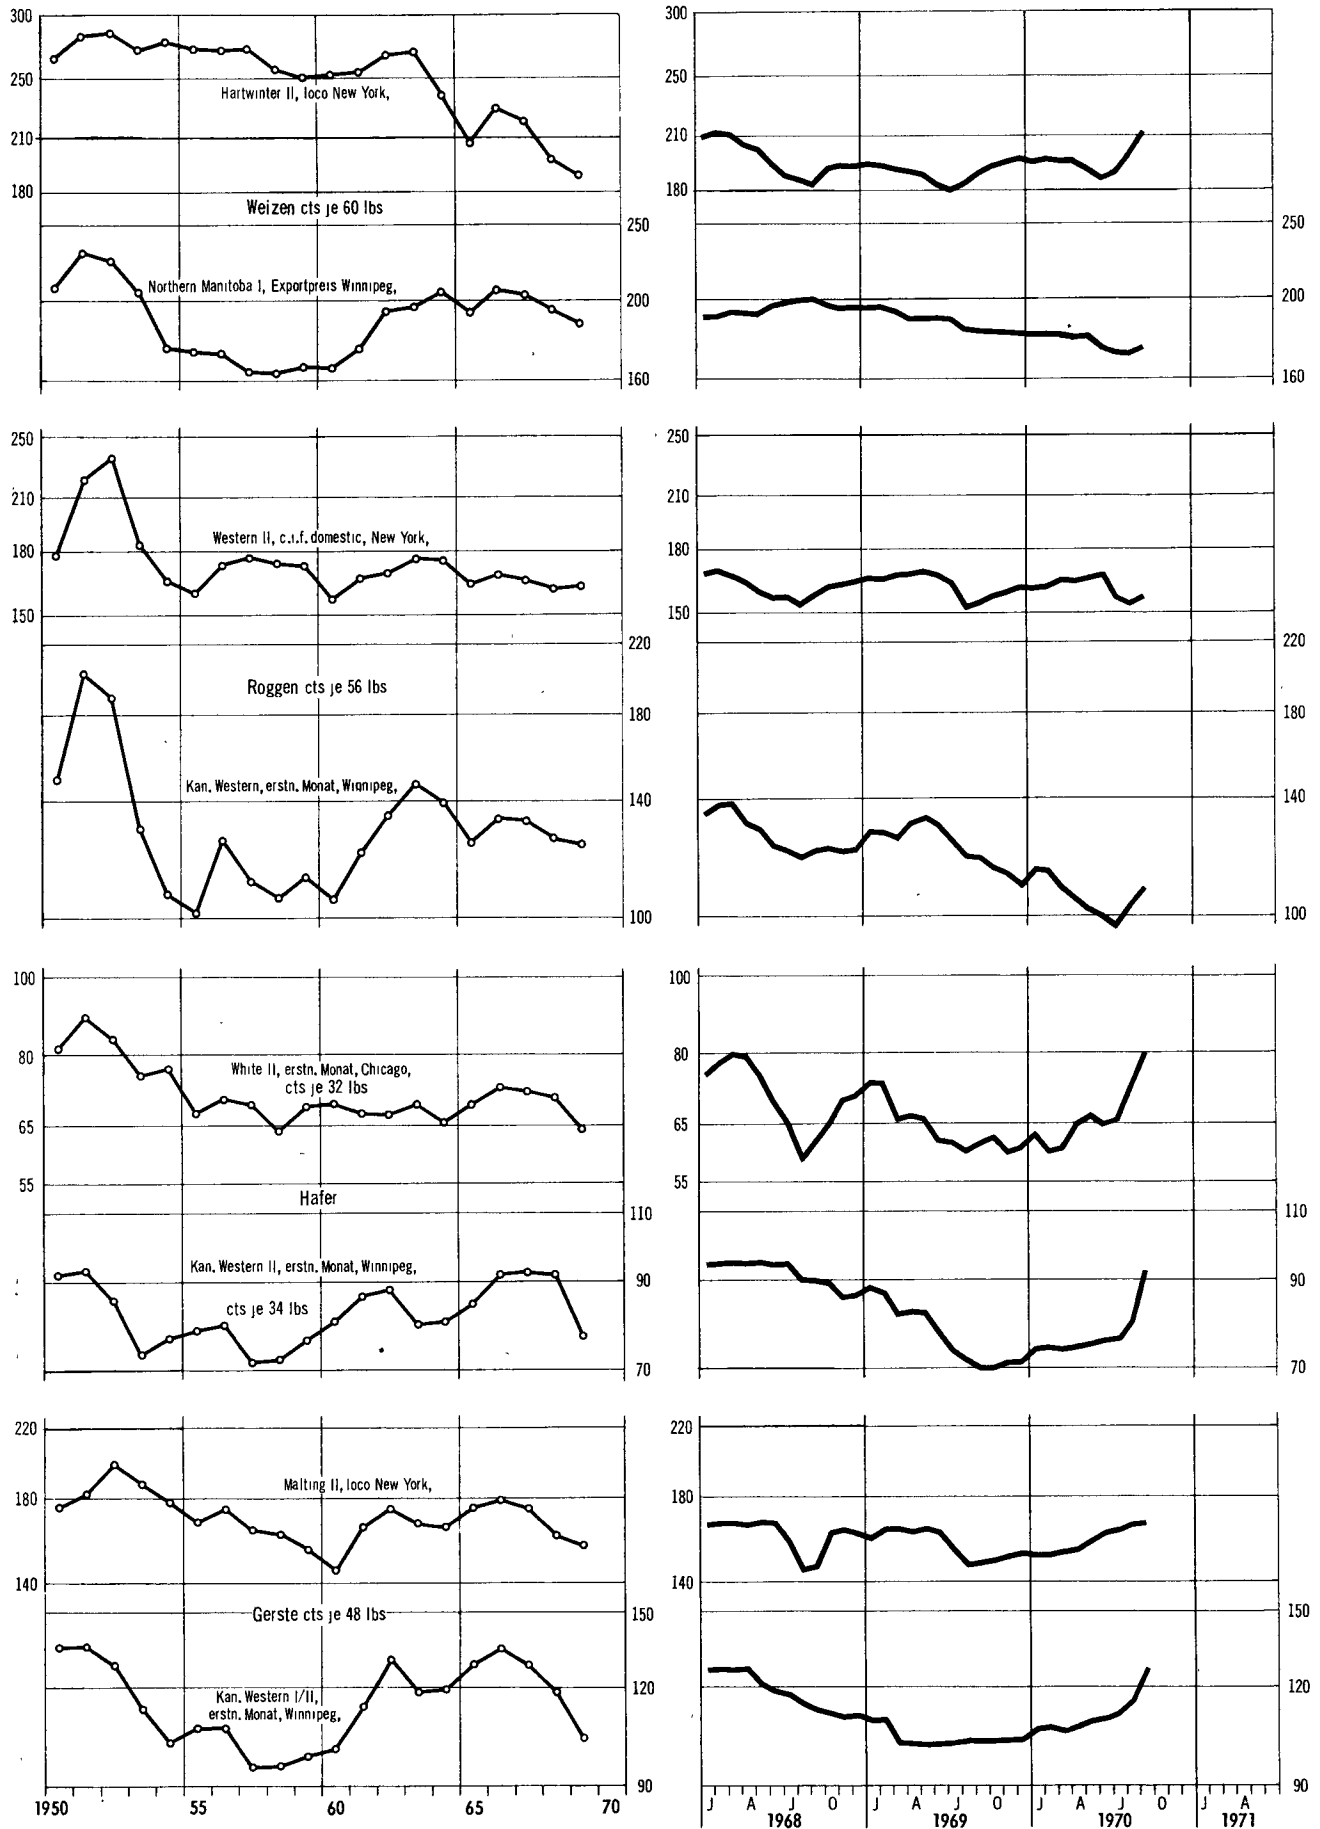 300 300
250 250
Hartwinter II, loco New York,
210 210
180 180
Weizen cts je 60 lbs
250 250
Northern Manitoba 1, Exportpreis Winnipeg,
200 200
160 160
250 250
210 210
Western II, c.i.f. domestic, New York,
180 180
150 150
220 220
Roggen cts je 56 lbs
180 180
Kan. Western, erstn. Monat, Winnipeg,
140 140
100 100
100 100
80 80
White II, erstn. Monat, Chicago,
cts je 32 lbs
65 65
55 55
Hafer
110 110
Kan. Western II, erstn. Monat, Winnipeg,
90 90
cts je 34 lbs
70 70
220 220
Malting II, loco New York,
180 180
140 140
Gerste cts je 48 lbs
150 150
120 120
Kan. Western I/II,
erstn. Monat, Winnipeg,
90 90
1950 55 60 65 70
J A J O J A J O J A J O J A
1968 1969 1970 1971